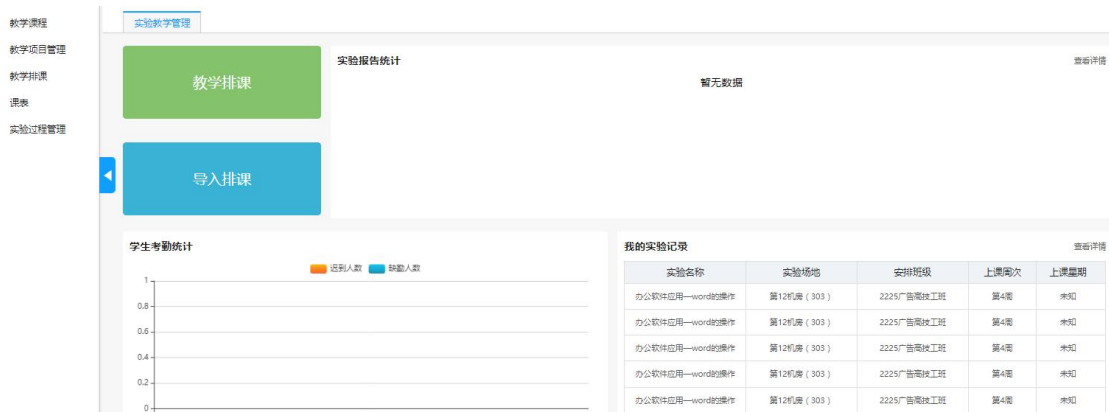 教学课程
教学项目管理
教学排课
课表
实验过程管理
实验教学管理
教学排课
导入排课
实验报告统计 查看详情
暂无数据
学生考勤统计
迟到人数 缺勤人数
1
0.8
0.6
0.4
0.2
0
我的实验记录 查看详情
实验名称 实验场地 安排班级 上课周次 上课星期
办公软件应用—word的操作 第12机房（303） 2225广告高技工班 第4周 未知
办公软件应用—word的操作 第12机房（303） 2225广告高技工班 第4周 未知
办公软件应用—word的操作 第12机房（303） 2225广告高技工班 第4周 未知
办公软件应用—word的操作 第12机房（303） 2225广告高技工班 第4周 未知
办公软件应用—word的操作 第12机房（303） 2225广告高技工班 第4周 未知